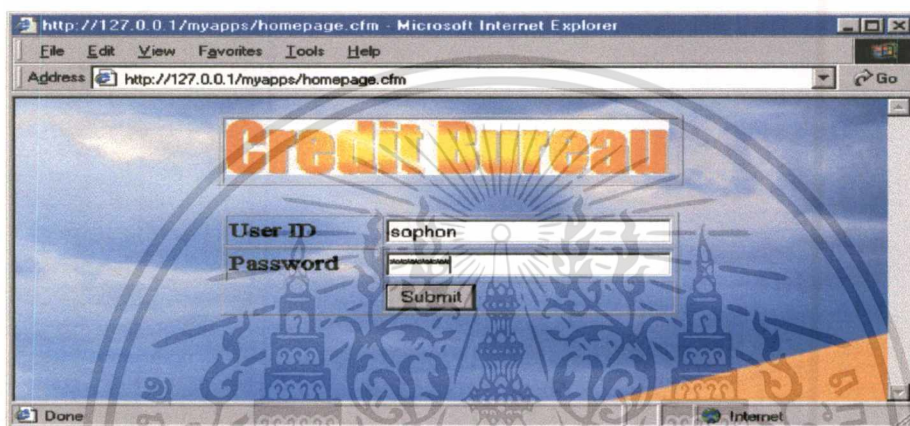 http://127.0.0.1/myapps/homepage.cfm - Microsoft Internet Explorer
File Edit View Favorites Tools Help
Address http://127.0.0.1/myapps/homepage.cfm Go
Credit Bureau
User ID sophon
Password ********
Submit
Done Internet